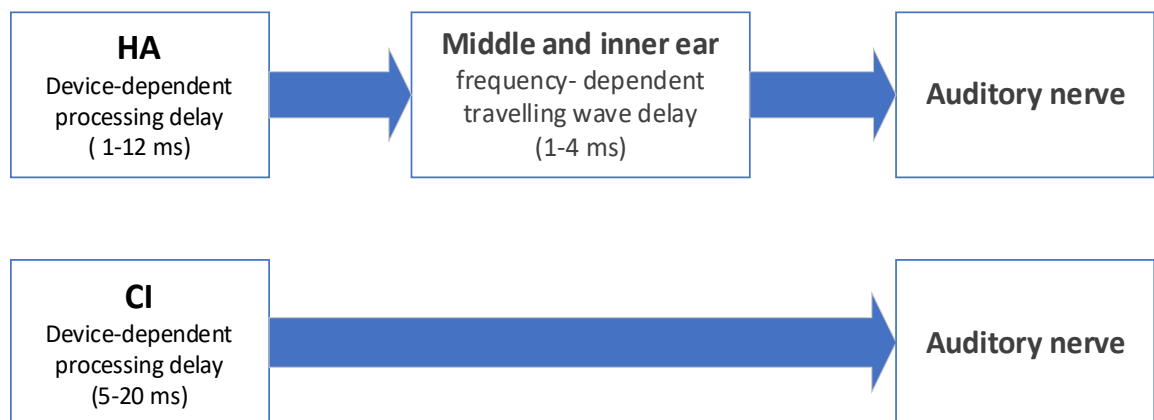 HA
Device-dependent
processing delay
( 1-12 ms)
Middle and inner ear
frequency- dependent
travelling wave delay
(1-4 ms)
Auditory nerve
CI
Device-dependent
processing delay
(5-20 ms)
Auditory nerve